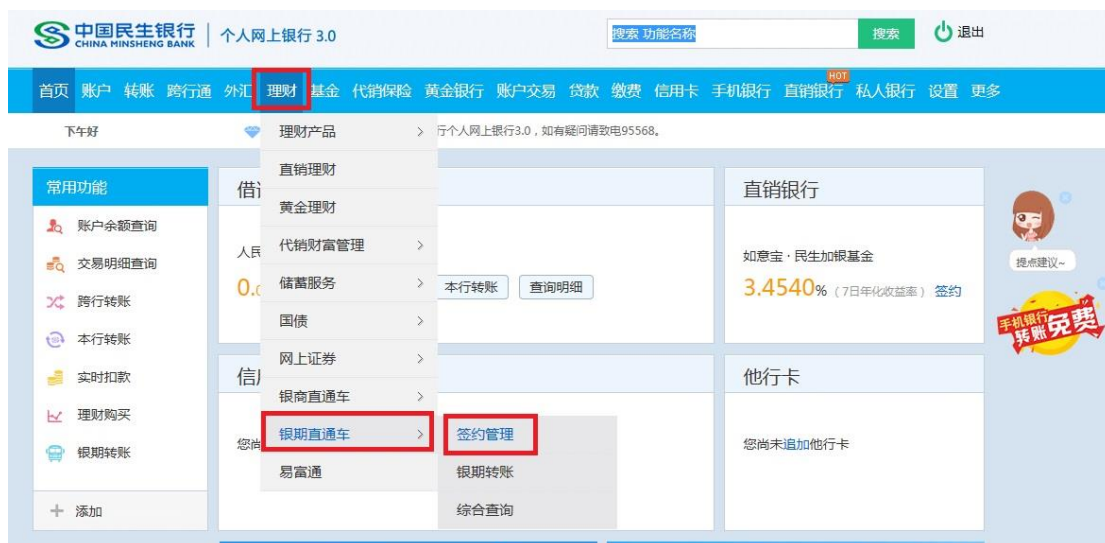 中国民生银行 个人网上银行 3.0
CHINA MINSHENG BANK
搜索 功能名称 搜索 退出
HOT
首页 账户 转账 跨行通 外汇 理财 基金 代销保险 黄金银行 账户交易 贷款 缴费 信用卡 手机银行 直销银行 私人银行 设置 更多
下午好
行个人网上银行3.0，如有疑问请致电95568。
理财产品
直销理财
黄金理财
代销财富管理
储蓄服务
国债
网上证券
银商直通车
银期直通车
易富通
签约管理
银期转账
综合查询
常用功能
账户余额查询
交易明细查询
跨行转账
本行转账
实时扣款
理财购买
银期转账
添加
人民
0.
本行转账 查询明细
您尚
直销银行
如意宝·民生加银基金
3.4540%（7日年化收益率） 签约
他行卡
您尚未追加他行卡
提点建议~
手机银行
转账免费